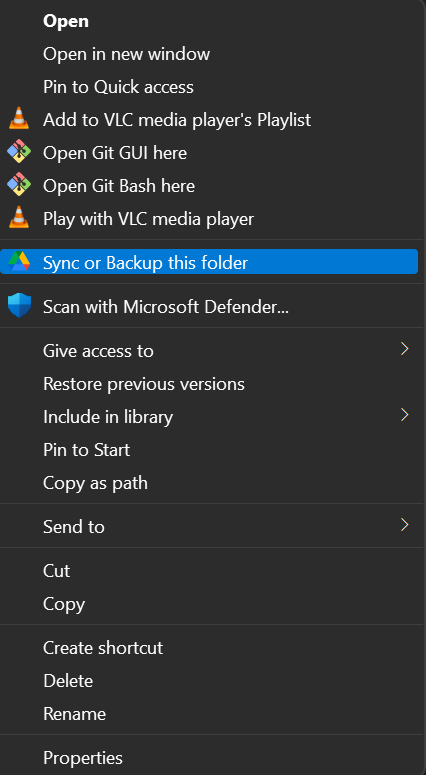 Open
Open in new window
Pin to Quick access
Add to VLC media player's Playlist
Open Git GUI here
Open Git Bash here
Play with VLC media player
Sync or Backup this folder
Scan with Microsoft Defender...
Give access to
Restore previous versions
Include in library
Pin to Start
Copy as path
Send to
Cut
Copy
Create shortcut
Delete
Rename
Properties